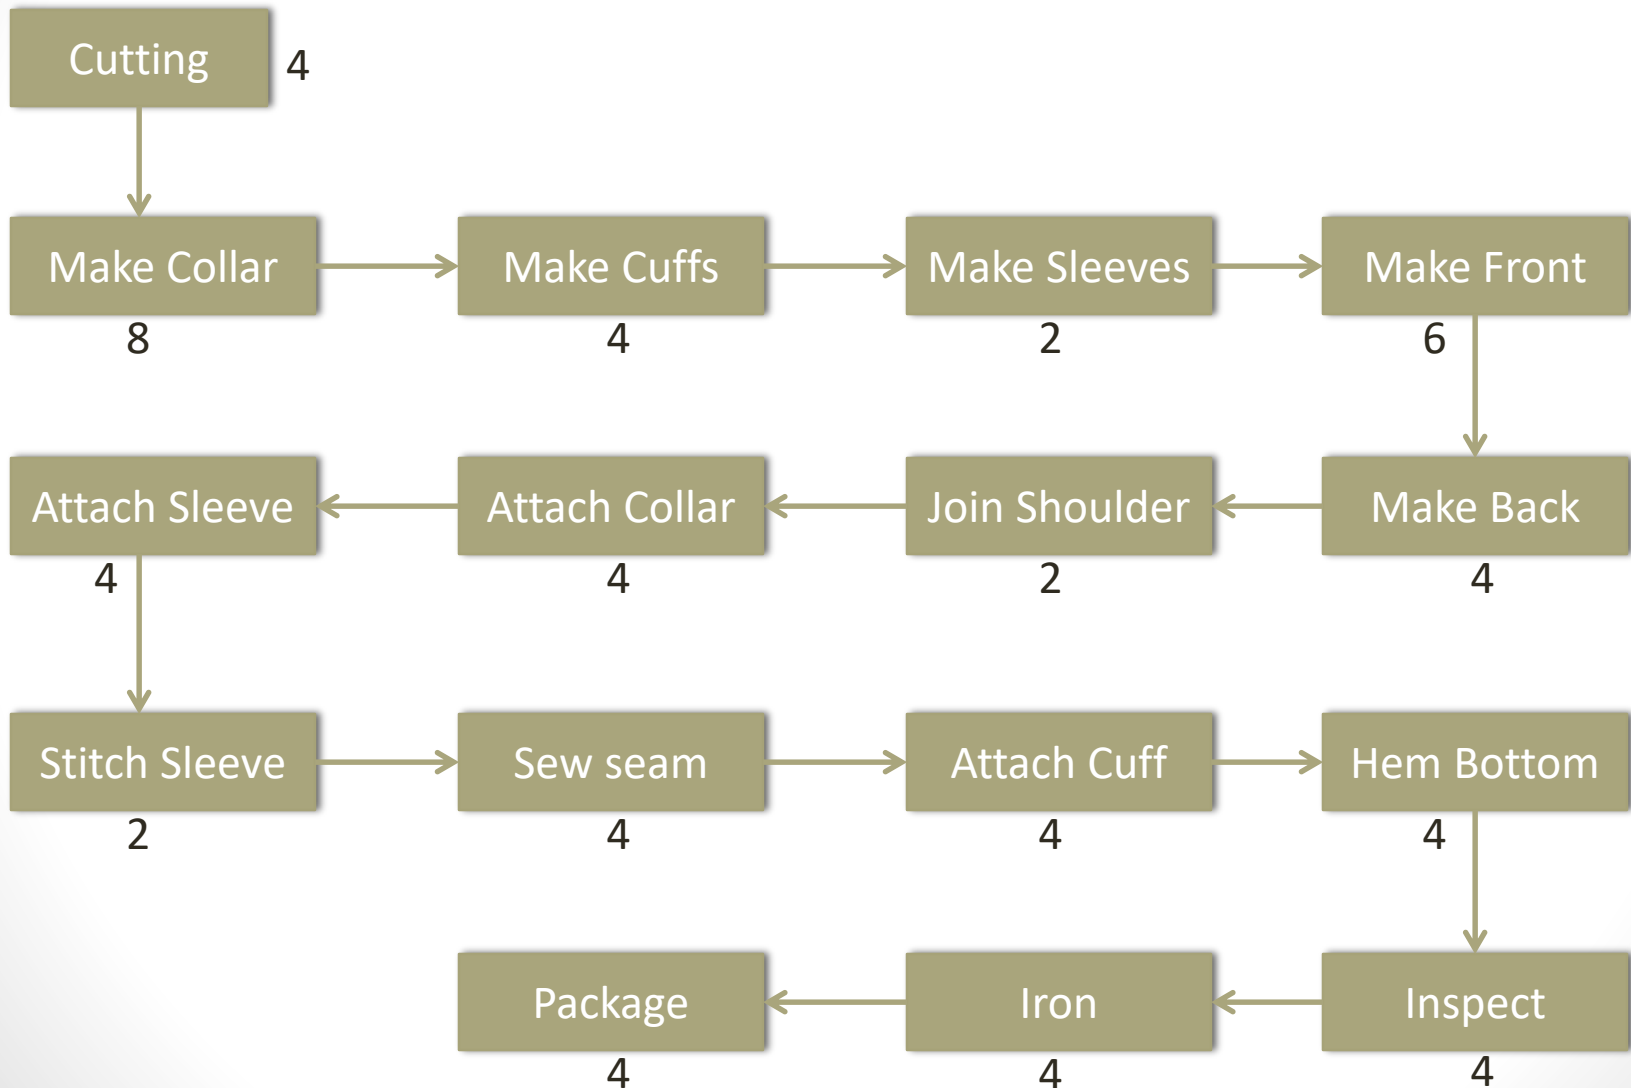 Cutting 4
Make Collar Make Cuffs Make Sleeves Make Front
8 4 2 6
Attach Sleeve Attach Collar Join Shoulder Make Back
4 4 2 4
Stitch Sleeve Sew seam Attach Cuff Hem Bottom
2 4 4 4
Package Iron Inspect
4 4 4